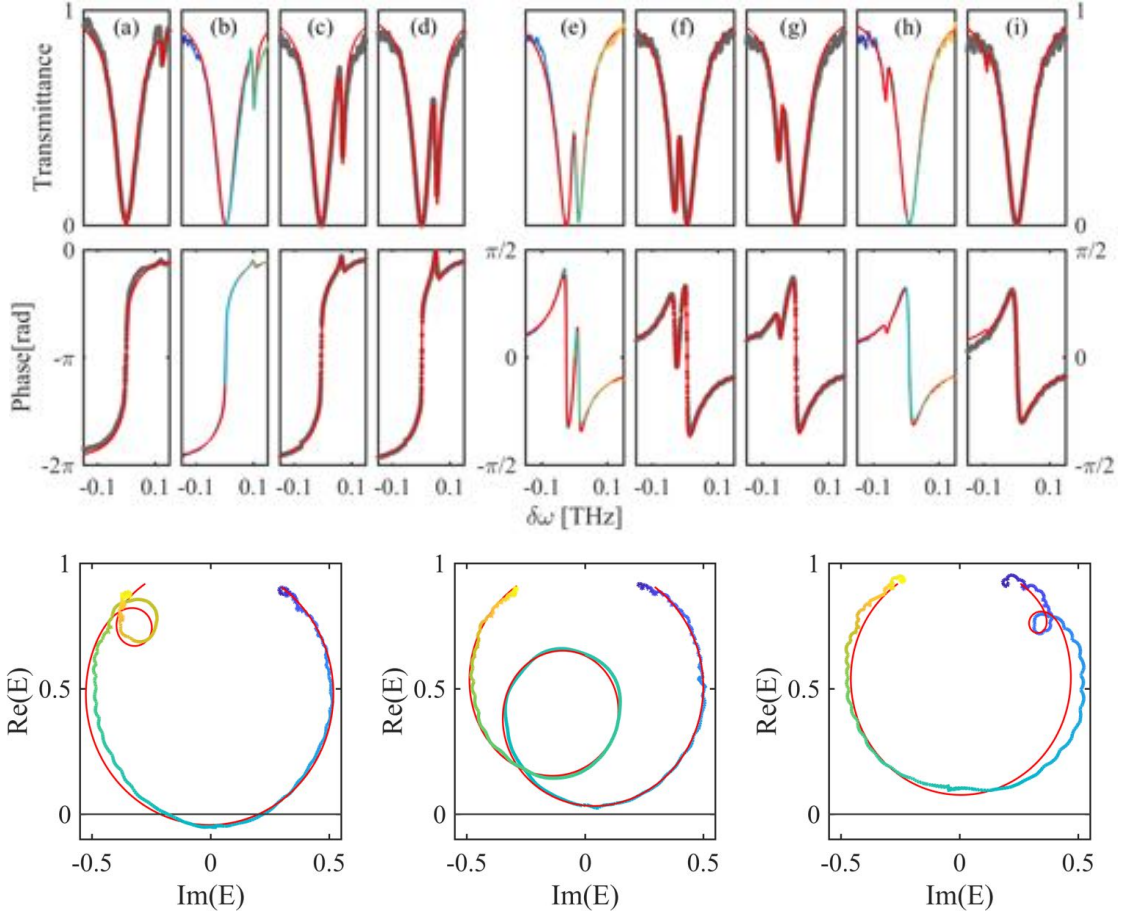 1 (a) (b) (c) (d) (e) (f) (g) (h) (i) 1
Transmittance
0 0
0 π/2 π/2
Phase[rad]
-π 0 0
-2π -π/2 -π/2
-0.1 0.1 -0.1 0.1 -0.1 0.1 -0.1 0.1 -0.1 0.1 -0.1 0.1 -0.1 0.1 -0.1 0.1 -0.1 0.1
δω [THz]
1 1 1
Re(E) Re(E) Re(E)
0.5 0.5 0.5
0 0 0
-0.5 0 0.5 -0.5 0 0.5 -0.5 0 0.5
Im(E) Im(E) Im(E)